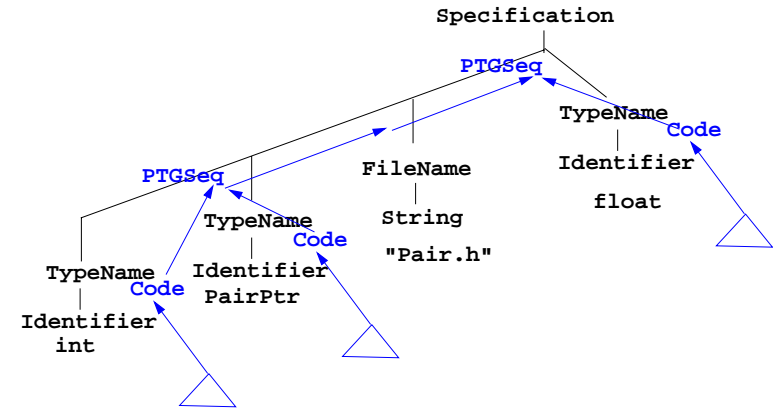 Specification
PTGSeq
TypeName
Code
Identifier
float
FileName
String
"Pair.h"
PTGSeq
TypeName
Code
Identifier
PairPtr
TypeName
Code
Identifier
int